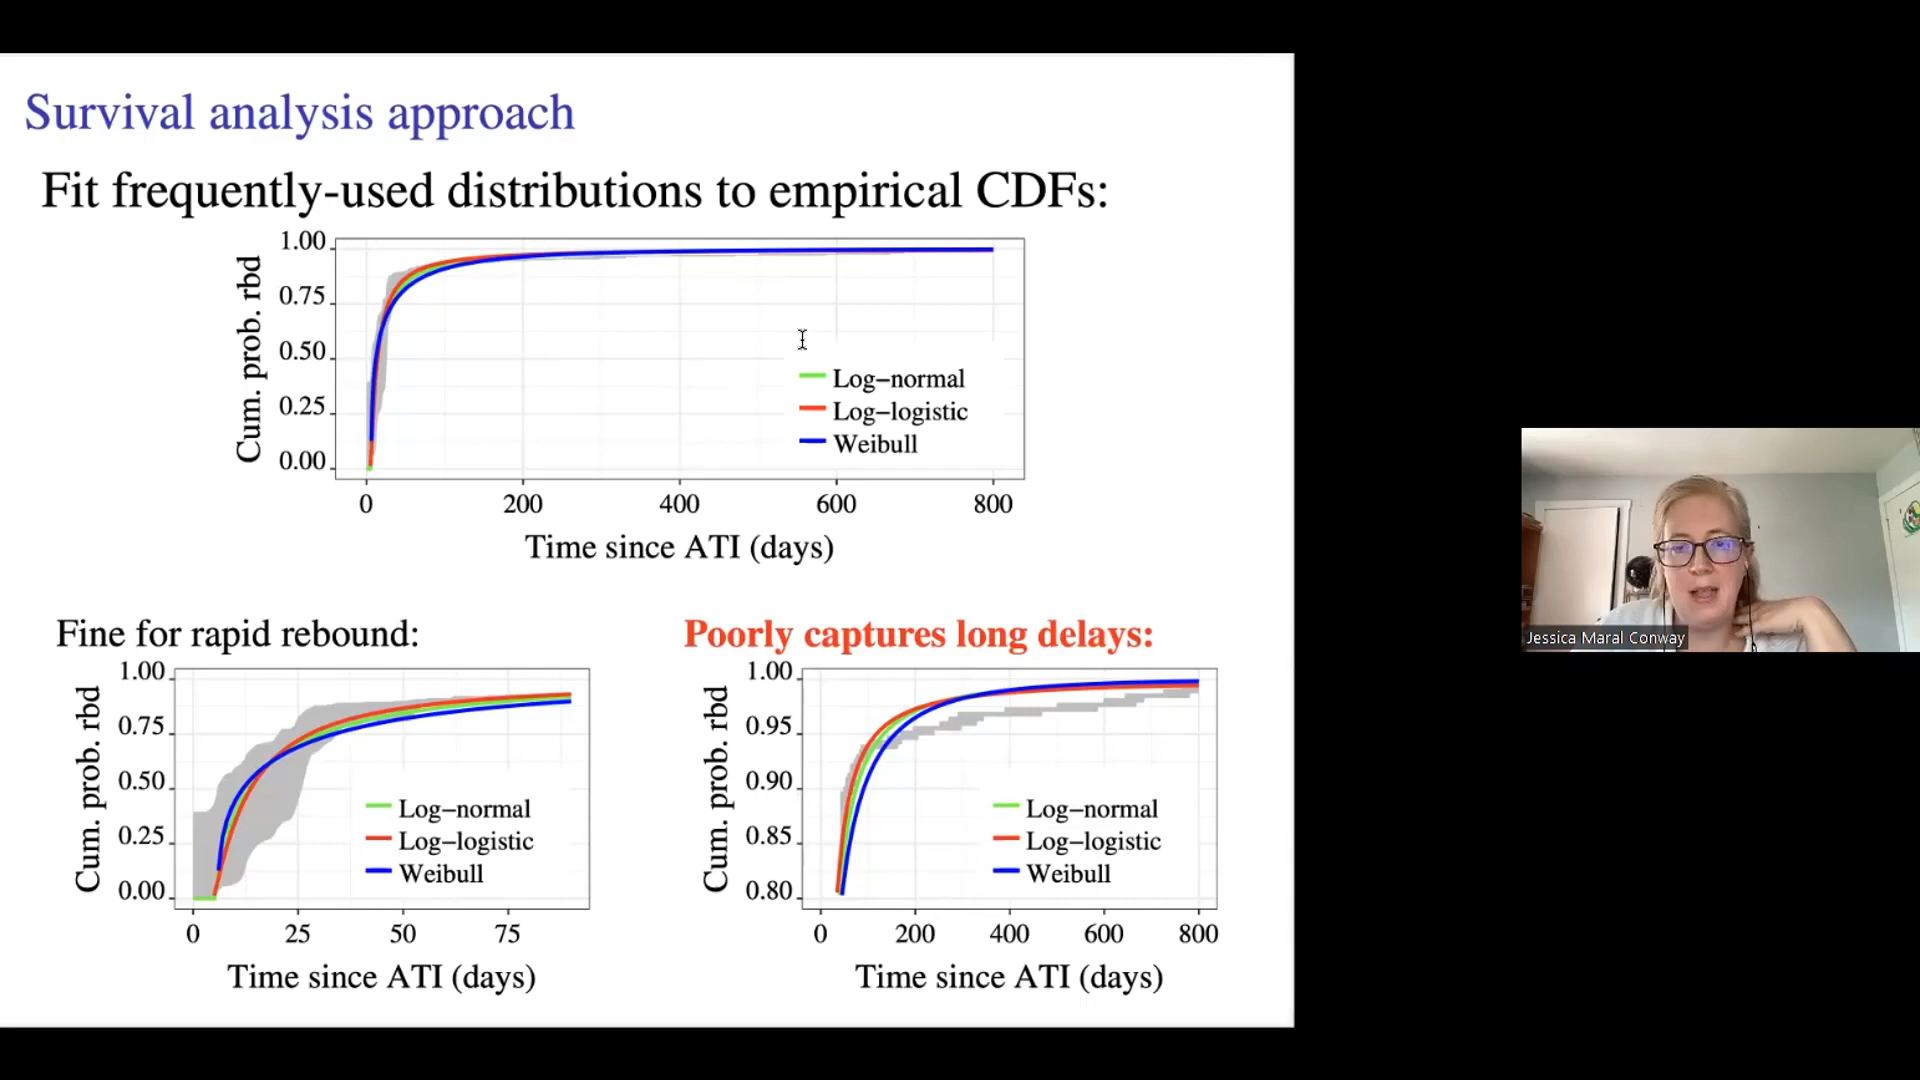 Survival analysis approach
Fit frequently-used distributions to empirical CDFs:
Cum. prob. rbd
1.00
0.75
0.50
0.25
0.00
Log–normal
Log–logistic
Weibull
0 200 400 600 800
Time since ATI (days)
Fine for rapid rebound:
Cum. prob. rbd
1.00
0.75
0.50
0.25
0.00
Log–normal
Log–logistic
Weibull
0 25 50 75
Time since ATI (days)
Poorly captures long delays:
Cum. prob. rbd
1.00
0.95
0.90
0.85
0.80
Log–normal
Log–logistic
Weibull
0 200 400 600 800
Time since ATI (days)
Jessica Maral Conway